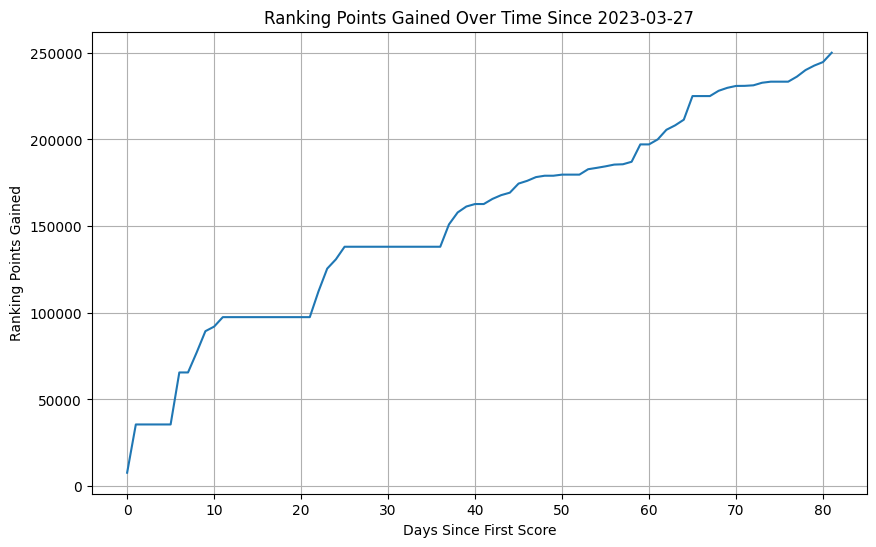 Ranking Points Gained Over Time Since 2023-03-27
250000
200000
150000
100000
50000
0
Ranking Points Gained
0 10 20 30 40 50 60 70 80
Days Since First Score